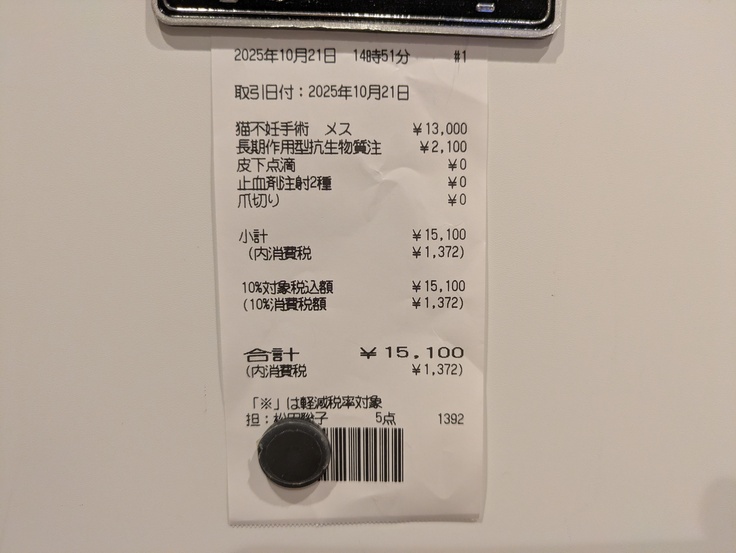 2025年10月21日 14時51分 #1
取引日付：2025年10月21日
猫不妊手術 メス ¥13,000
長期作用型抗生物質注 ¥2,100
皮下点滴 ¥0
止血剤注射2種 ¥0
爪切り ¥0
小計 ¥15,100
(内消費税 ¥1,372)
10%対象税込額 ¥15,100
(10%消費税額 ¥1,372)
合計 ¥15,100
(内消費税 ¥1,372)
「※」は軽減税率対象
担： 5点 1392